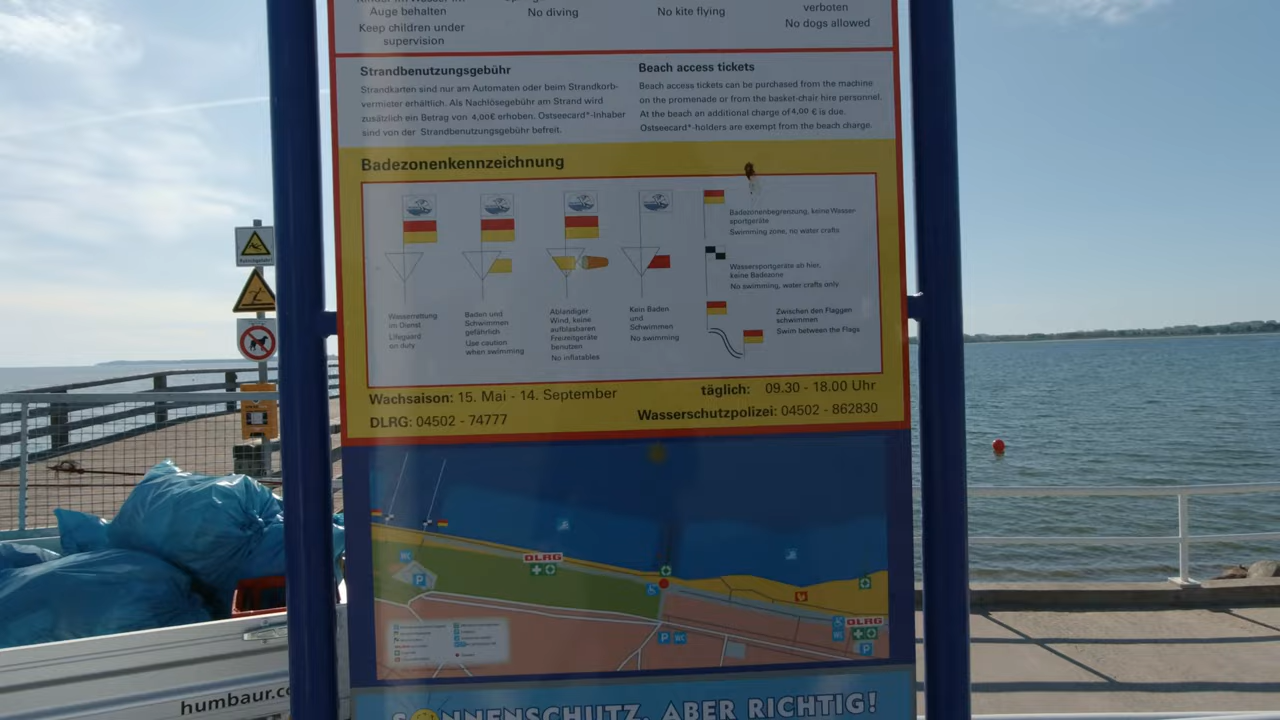 Auge behalten
Keep children under
supervision
No diving
No kite flying
verboten
No dogs allowed
Strandbenutzungsgebühr
Strandkarten sind nur am Automaten oder beim Strandkorb-
vermieter erhältlich. Als Nachlösegebühr am Strand wird
zusätzlich ein Betrag von 4,00€ erhoben. Ostseecard*-Inhaber
sind von der Strandbenutzungsgebühr befreit.
Beach access tickets
Beach access tickets can be purchased from the machine
on the promenade or from the basket-chair hire personnel.
At the beach an additional charge of 4,00 € is due.
Ostseecard*-holders are exempt from the beach charge.
Badezonenkennzeichnung
Wasserrettung
im Dienst
Lifeguard
on duty
Baden und
Schwimmen
gefährlich
Use caution
when swimming
Ablandiger
Wind, keine
aufblasbaren
Freizeitgeräte
benutzen
No inflatables
Kein Baden
und
Schwimmen
No swimming
Badezonenbegrenzung, keine Wasser-
sportgeräte
Swimming zone, no water crafts
Wassersportgeräte ab hier,
keine Badezone
No swimming, water crafts only
Zwischen den Flaggen
schwimmen
Swim between the Flags
Wachsaison: 15. Mai - 14. September
täglich: 09.30 - 18.00 Uhr
DLRG: 04502 - 74777
Wasserschutzpolizei: 04502 - 862830
WC
P
DLRG
P WC
DLRG
WC
P
SONNENSCHUTZ, ABER RICHTIG!
humbaur.c